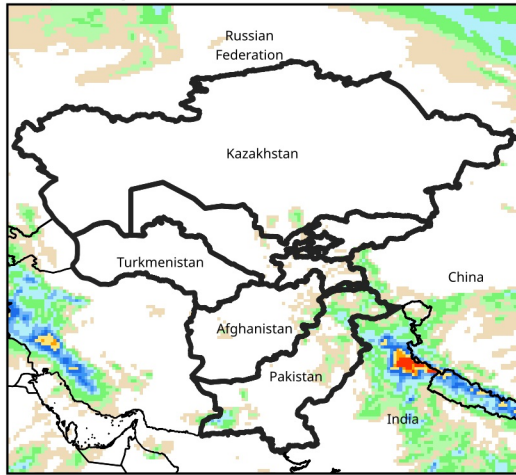 Russian
Federation
Kazakhstan
Turkmenistan
China
Afghanistan
Pakistan
India